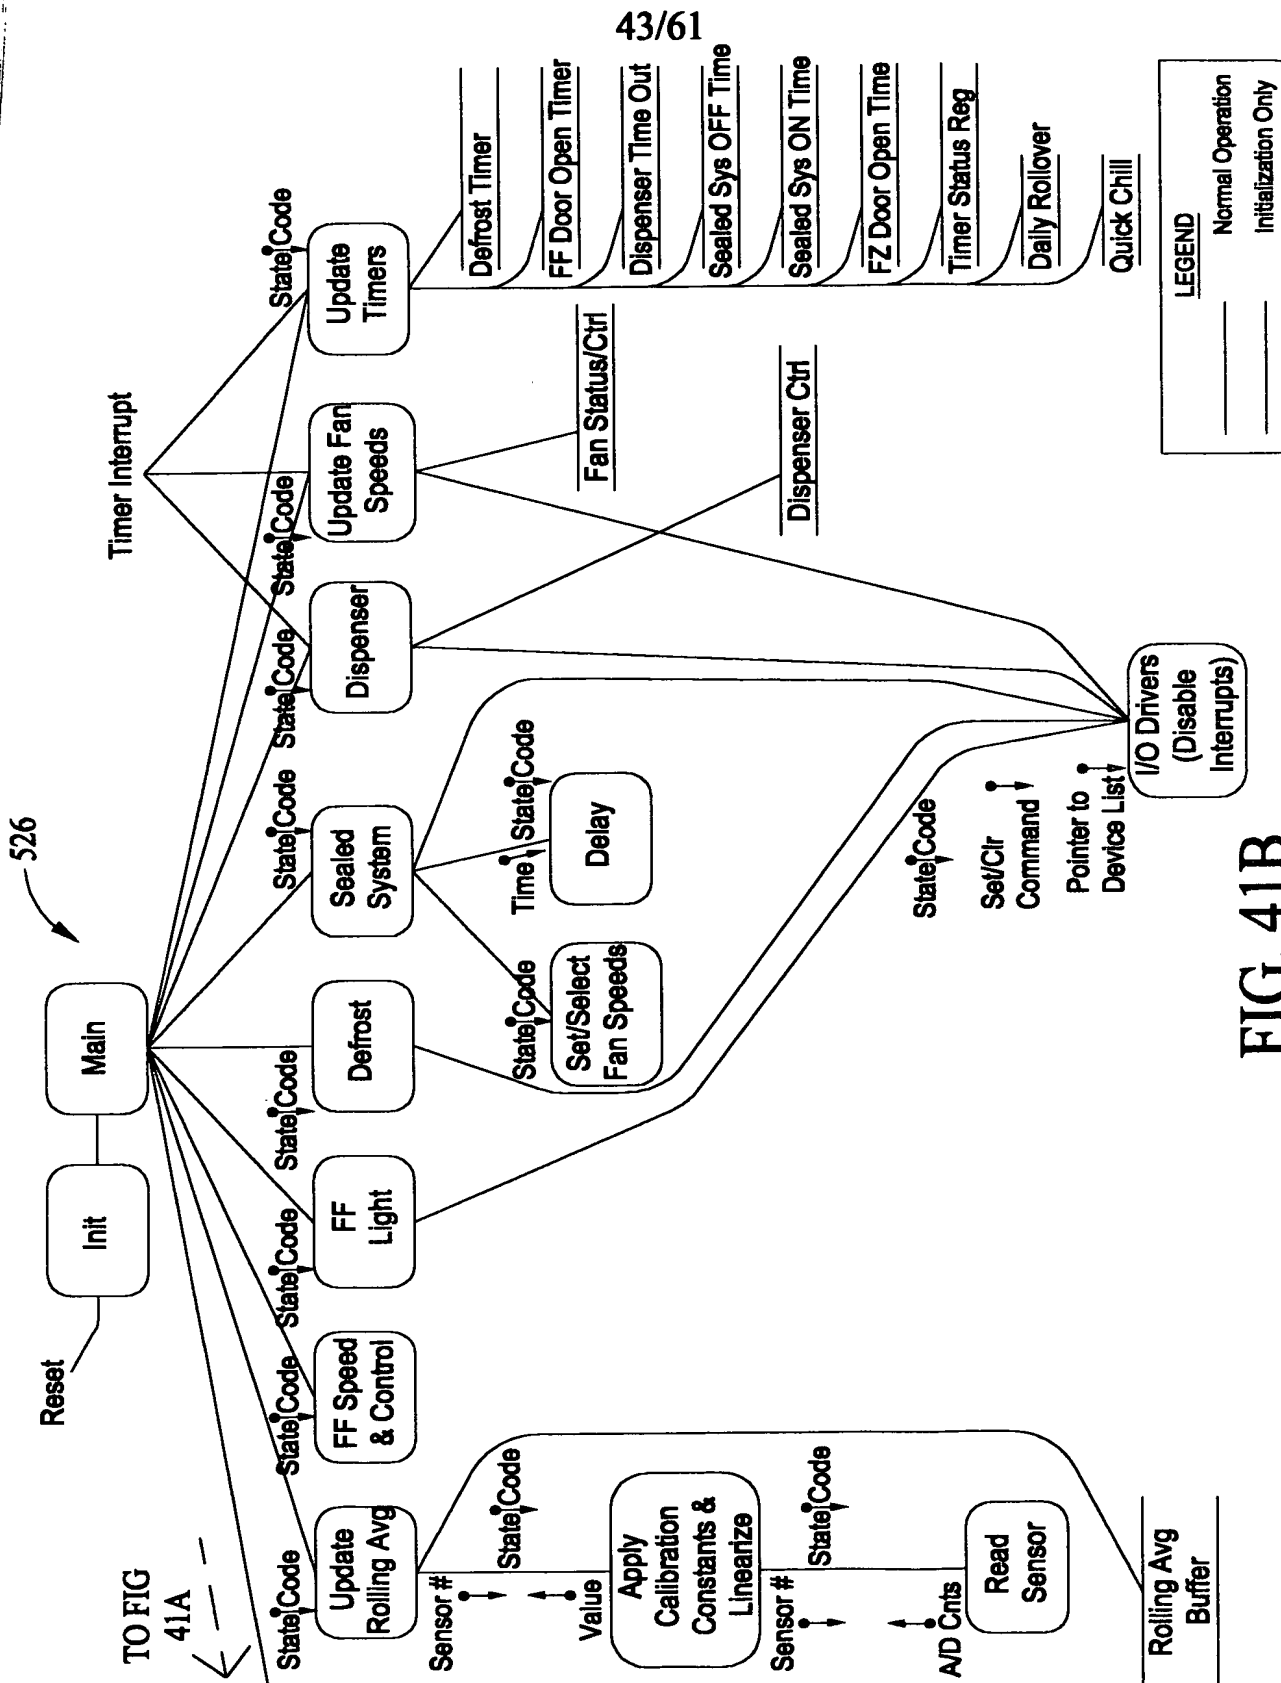 43/61
526
Reset
Init
Main
Timer Interrupt
TO FIG
41A
State Code
Update
Rolling Avg
State Code
FF Speed
& Control
State Code
FF
Light
State Code
Defrost
State Code
Sealed
System
State Code
Dispenser
State Code
Update Fan
Speeds
State Code
Update
Timers
Sensor #
Value
State Code
Apply
Calibration
Constants &
Linearize
Sensor #
A/D Cnts
State Code
Read
Sensor
Rolling Avg
Buffer
State Code
Set/Select
Fan Speeds
Time
State Code
Delay
Fan Status/Ctrl
Dispenser Ctrl
Defrost Timer
FF Door Open Timer
Dispenser Time Out
Sealed Sys OFF Time
Sealed Sys ON Time
FZ Door Open Time
Timer Status Reg
Daily Rollover
Quick Chill
State Code
Set/Clr
Command
Pointer to
Device List
I/O Drivers
(Disable
Interrupts)
LEGEND
Normal Operation
Initialization Only
FIG. 41B